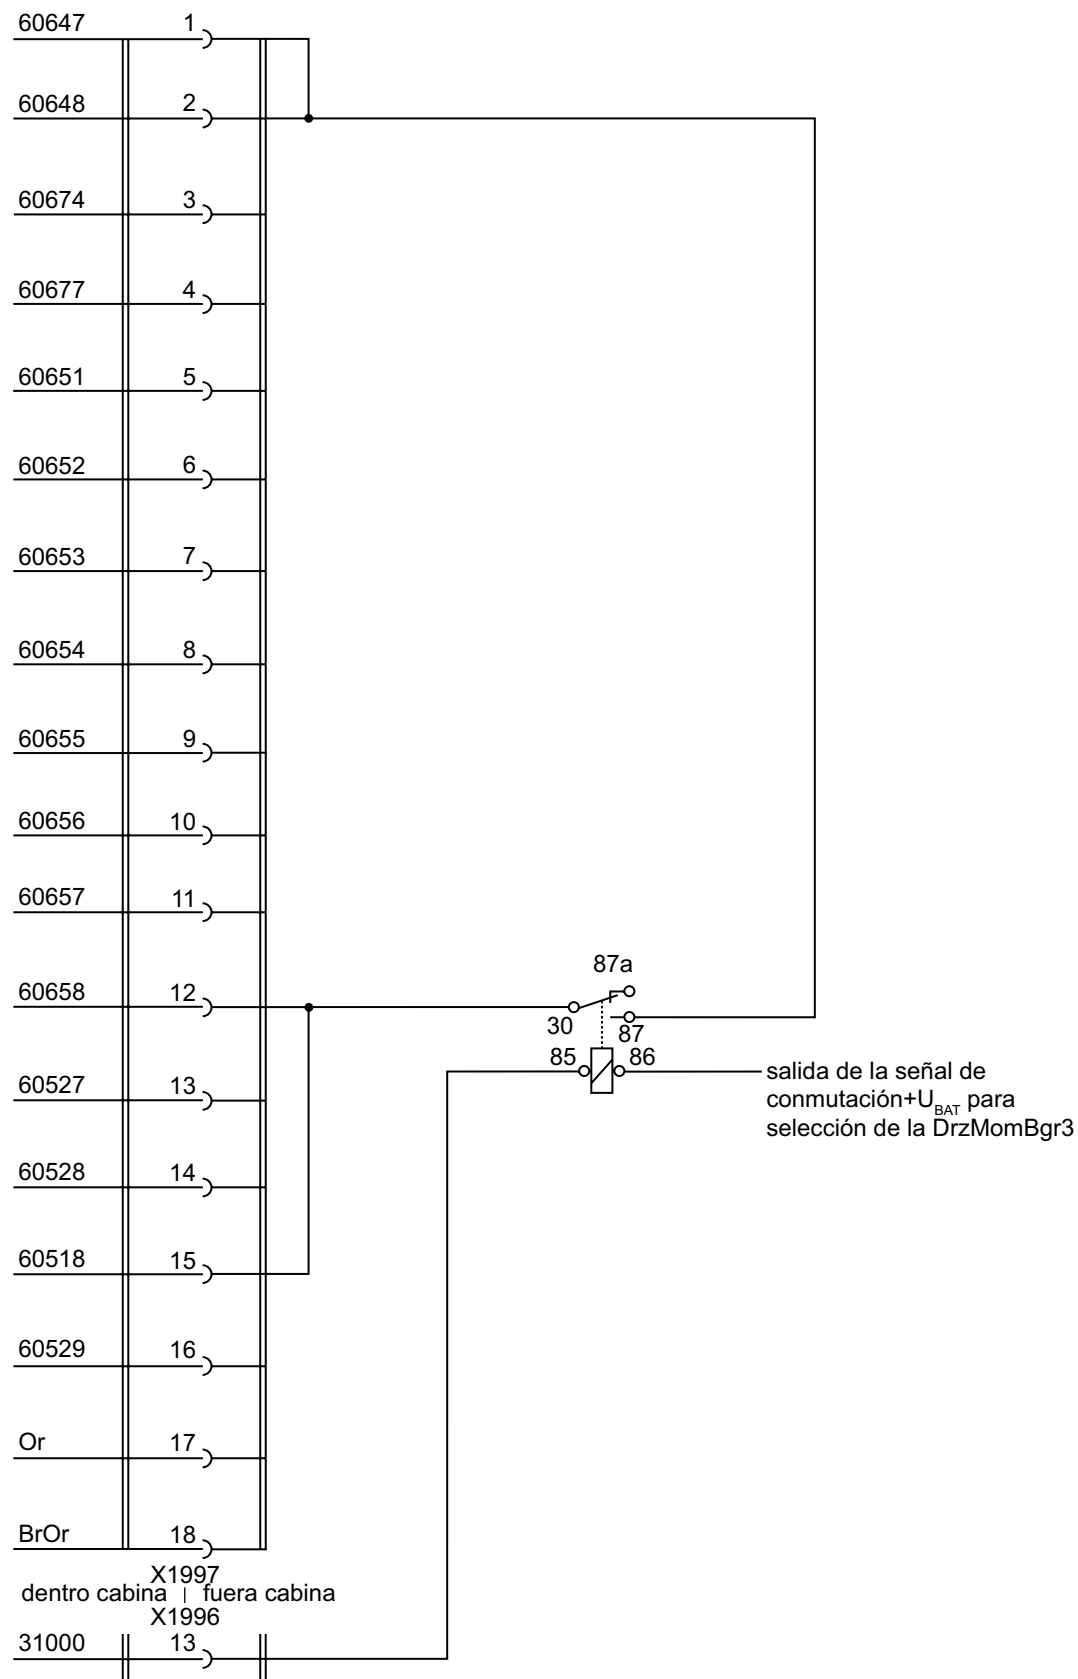 60647 1
60648 2
60674 3
60677 4
60651 5
60652 6
60653 7
60654 8
60655 9
60656 10
60657 11
87a
60658 12
30
87
85 86
salida de la señal de
conmutación+U_BAT para
selección de la DrzMomBgr3
60527 13
60528 14
60518 15
60529 16
Or 17
BrOr 18
X1997
dentro cabina | fuera cabina
X1996
31000 13